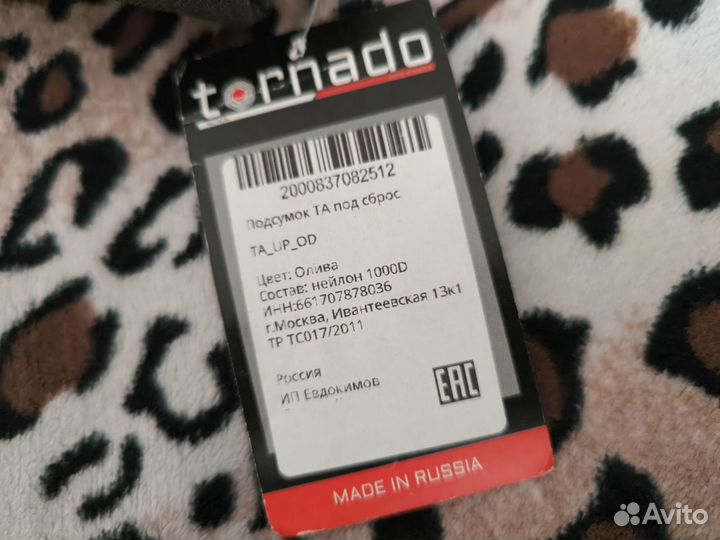 tornado
2000837082512
Подсумок ТА под сброс
TA_UP_OD
Цвет: Олива
Состав: нейлон 1000D
ИНН:661707878036
г.Москва, Ивантеевская 13к1
ТР ТС017/2011
Россия
ИП Евдокимов
EAC
MADE IN RUSSIA
Avito